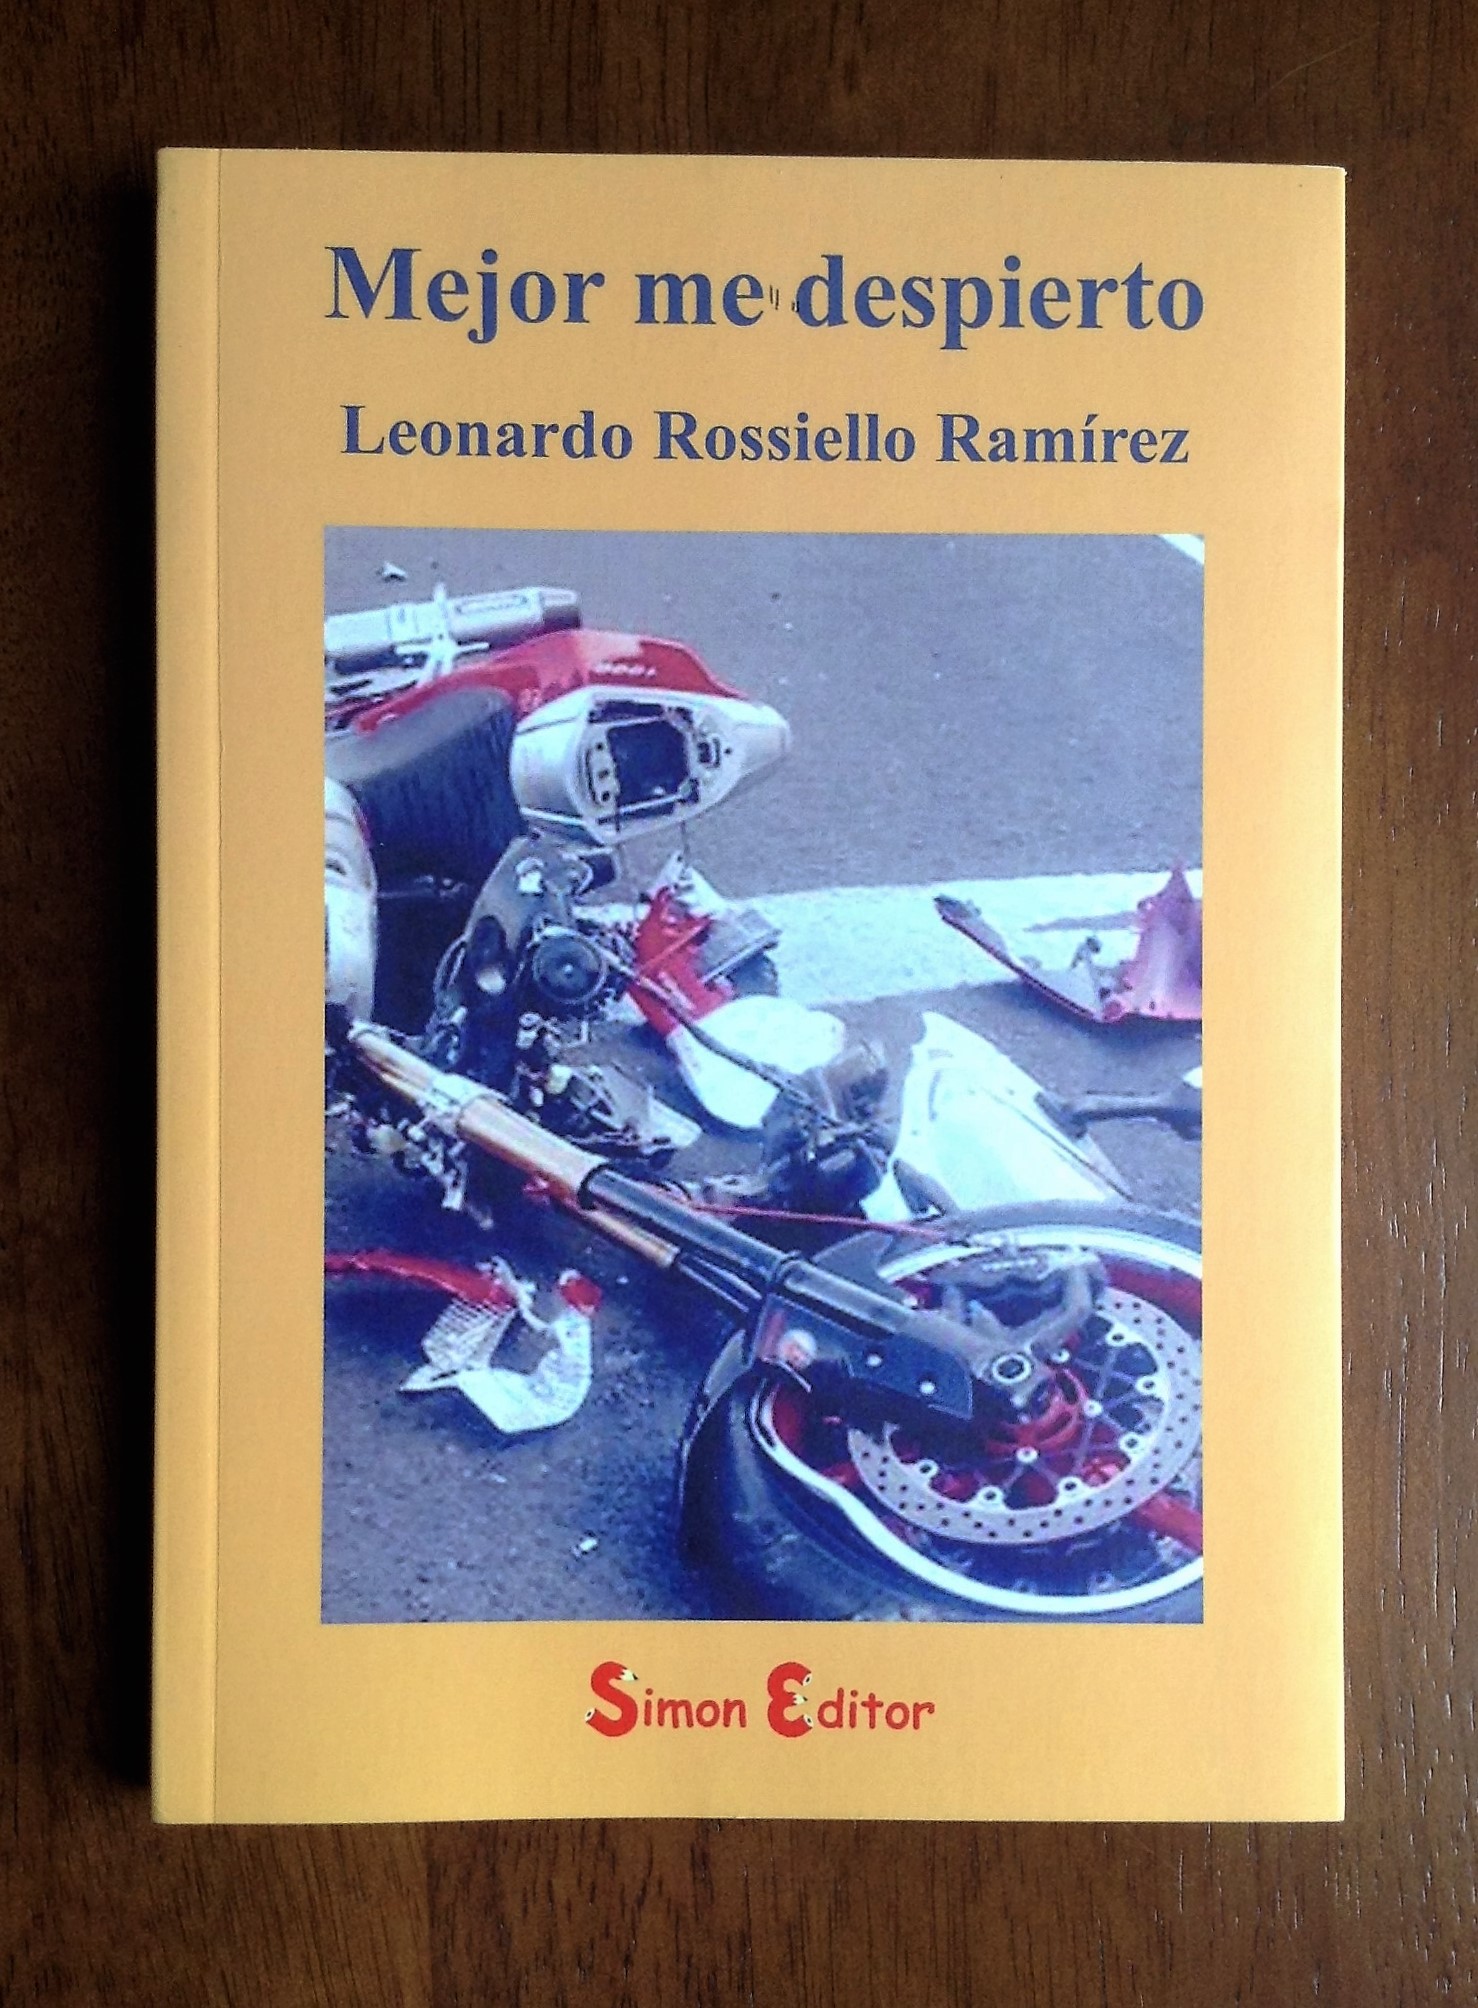 Mejor me despierto
Leonardo Rossiello Ramírez
Simon Editor